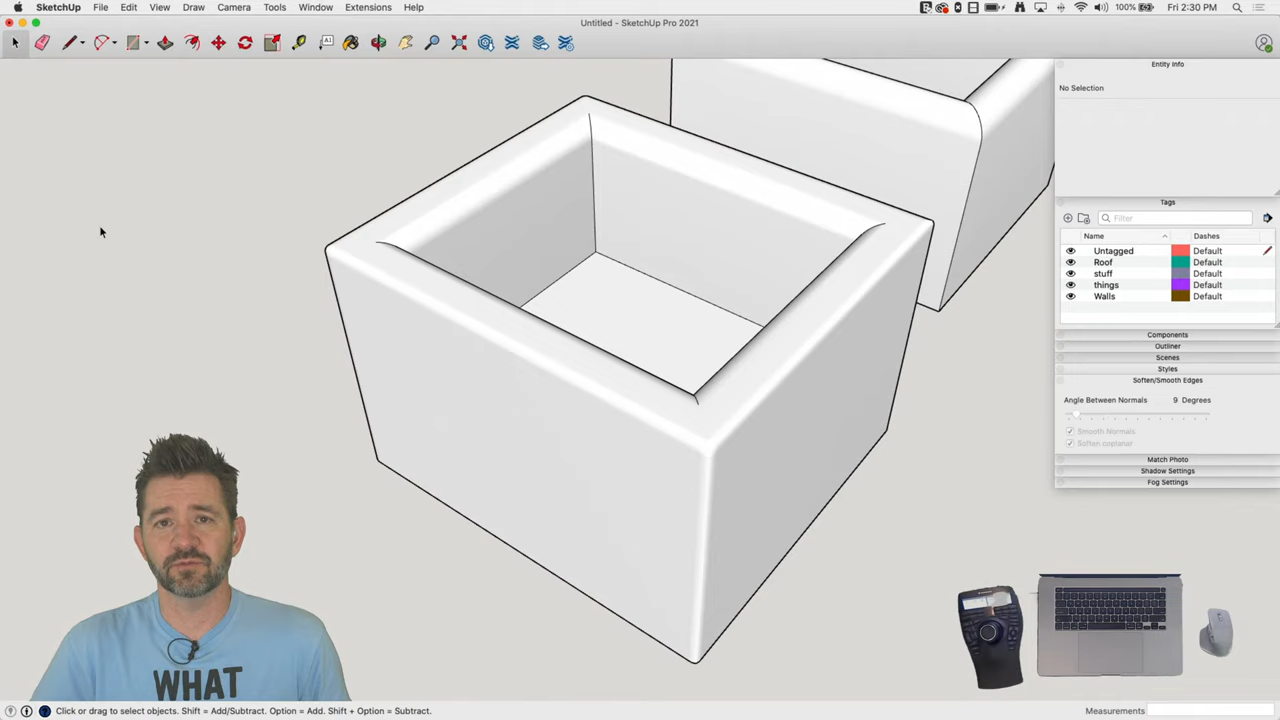 SketchUp File Edit View Draw Camera Tools Window Extensions Help 100% Fri 2:30 PM
Untitled - SketchUp Pro 2021
Entity Info
No Selection
Tags
Filter
Name Dashes
Untagged Default
Roof Default
stuff Default
things Default
Walls Default
Components
Outliner
Scenes
Styles
Soften/Smooth Edges
Angle Between Normals 9 Degrees
Smooth Normals
Soften coplanar
Match Photo
Shadow Settings
Fog Settings
WHAT
Click or drag to select objects. Shift = Add/Subtract. Option = Add. Shift + Option = Subtract. Measurements